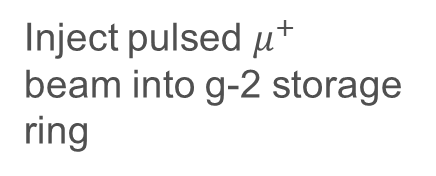 Inject pulsed μ⁺
beam into g-2 storage
ring